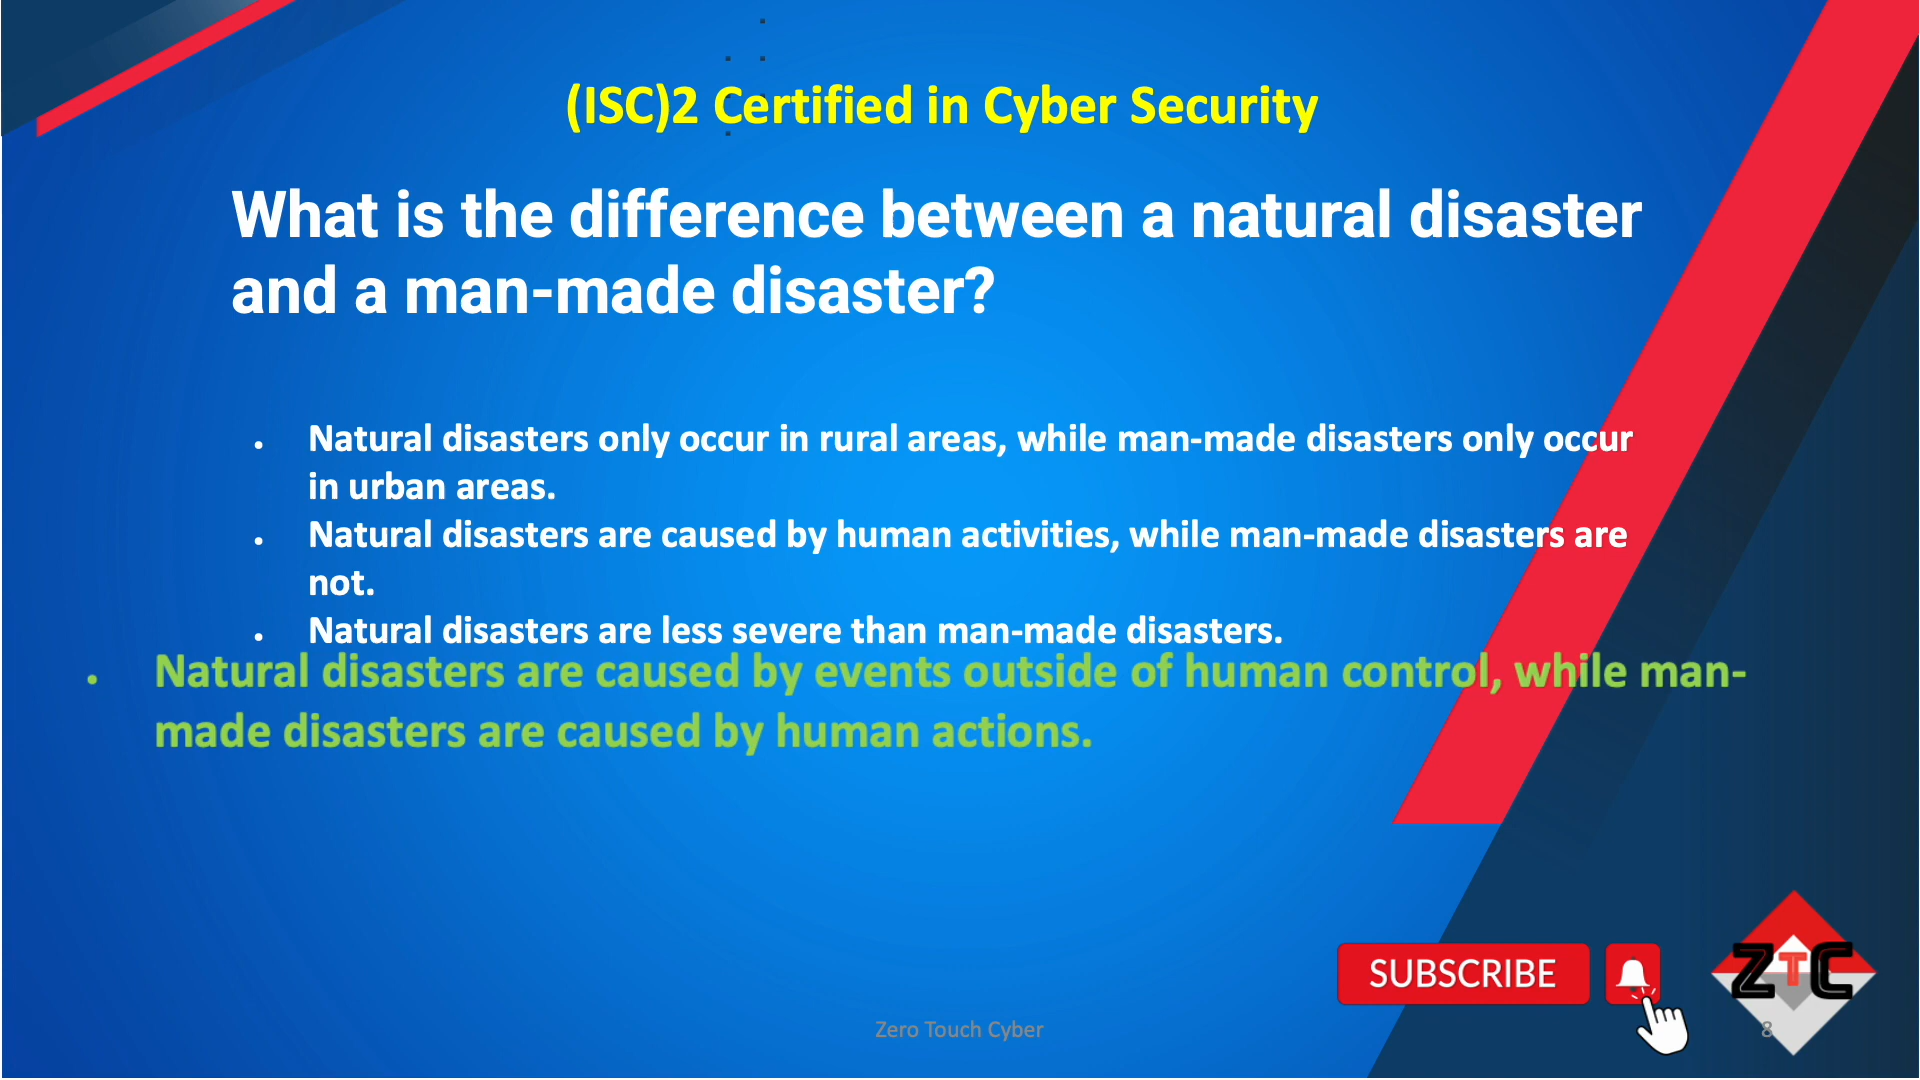 (ISC)2 Certified in Cyber Security
What is the difference between a natural disaster
and a man-made disaster?
• Natural disasters only occur in rural areas, while man-made disasters only occur
in urban areas.
• Natural disasters are caused by human activities, while man-made disasters are
not.
• Natural disasters are less severe than man-made disasters.
• Natural disasters are caused by events outside of human control, while man-
made disasters are caused by human actions.
SUBSCRIBE
ZTC
Zero Touch Cyber
8